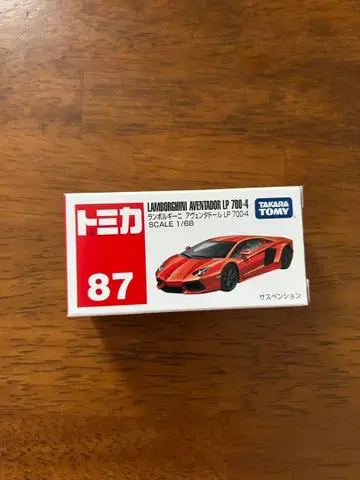 トミカ
87
LAMBORGHINI AVENTADOR LP 700-4
ランボルギーニ アヴェンタドール LP 700-4
SCALE 1/68
TAKARA
TOMY
サスペンション